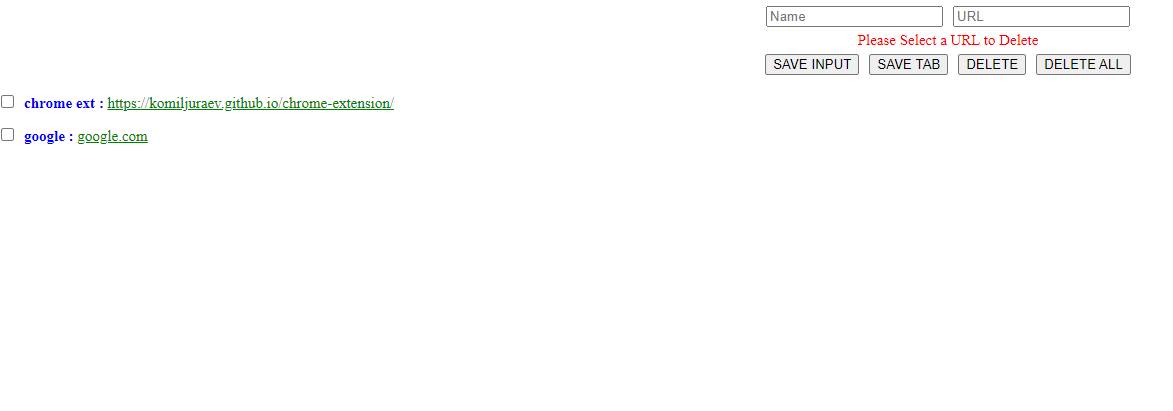 Name URL
Please Select a URL to Delete
SAVE INPUT SAVE TAB DELETE DELETE ALL
chrome ext : https://komiljuraev.github.io/chrome-extension/
google : google.com